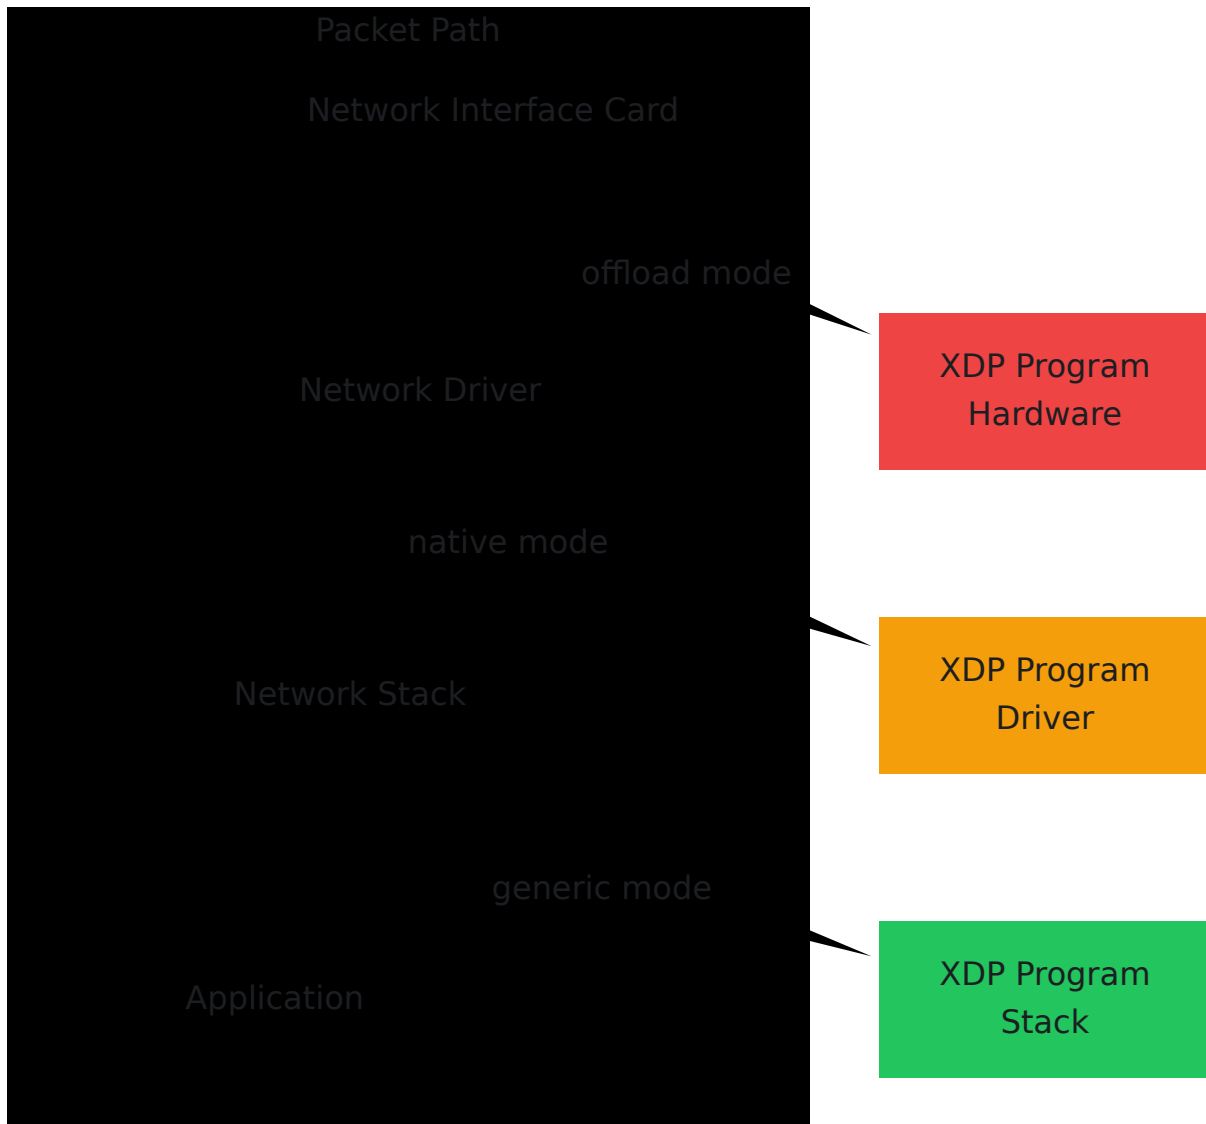 Packet Path
Network Interface Card
offload mode
XDP Program
Hardware
Network Driver
native mode
XDP Program
Driver
Network Stack
generic mode
XDP Program
Stack
Application